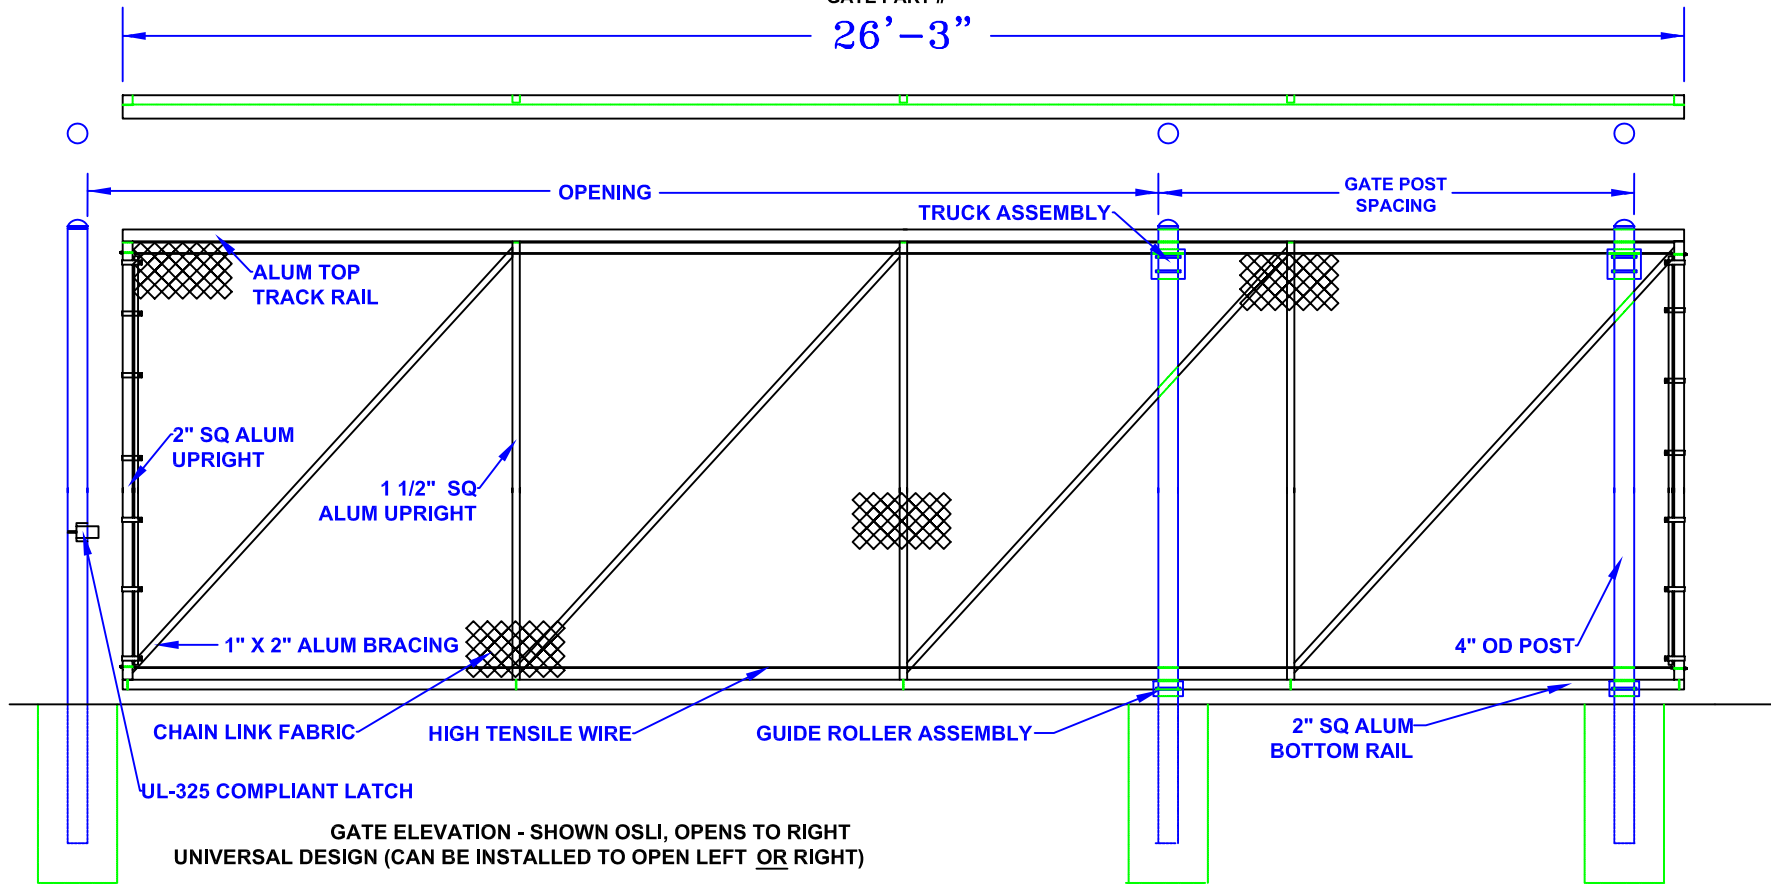 GATE PART #
26'-3"
OPENING
GATE POST
SPACING
TRUCK ASSEMBLY
ALUM TOP
TRACK RAIL
2" SQ ALUM
UPRIGHT
1 1/2" SQ
ALUM UPRIGHT
1" X 2" ALUM BRACING
4" OD POST
CHAIN LINK FABRIC
HIGH TENSILE WIRE
GUIDE ROLLER ASSEMBLY
2" SQ ALUM
BOTTOM RAIL
UL-325 COMPLIANT LATCH
GATE ELEVATION - SHOWN OSLI, OPENS TO RIGHT
UNIVERSAL DESIGN (CAN BE INSTALLED TO OPEN LEFT OR RIGHT)